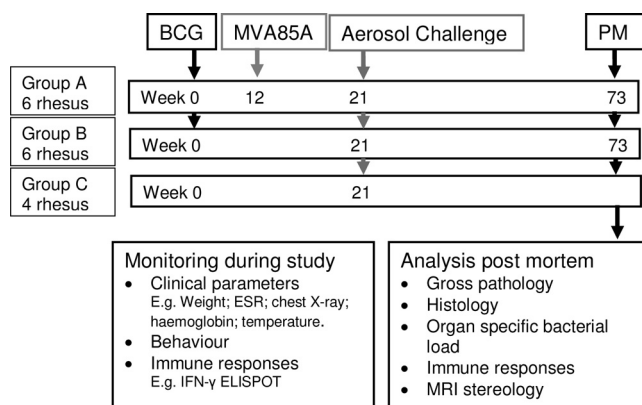 BCG MVA85A Aerosol Challenge PM
Group A
6 rhesus
Week 0 12 21 73
Group B
6 rhesus
Week 0 21 73
Group C
4 rhesus
Week 0 21
Monitoring during study
• Clinical parameters
E.g. Weight; ESR; chest X-ray;
haemoglobin; temperature.
• Behaviour
• Immune responses
E.g. IFN-γ ELISPOT
Analysis post mortem
• Gross pathology
• Histology
• Organ specific bacterial
load
• Immune responses
• MRI stereology